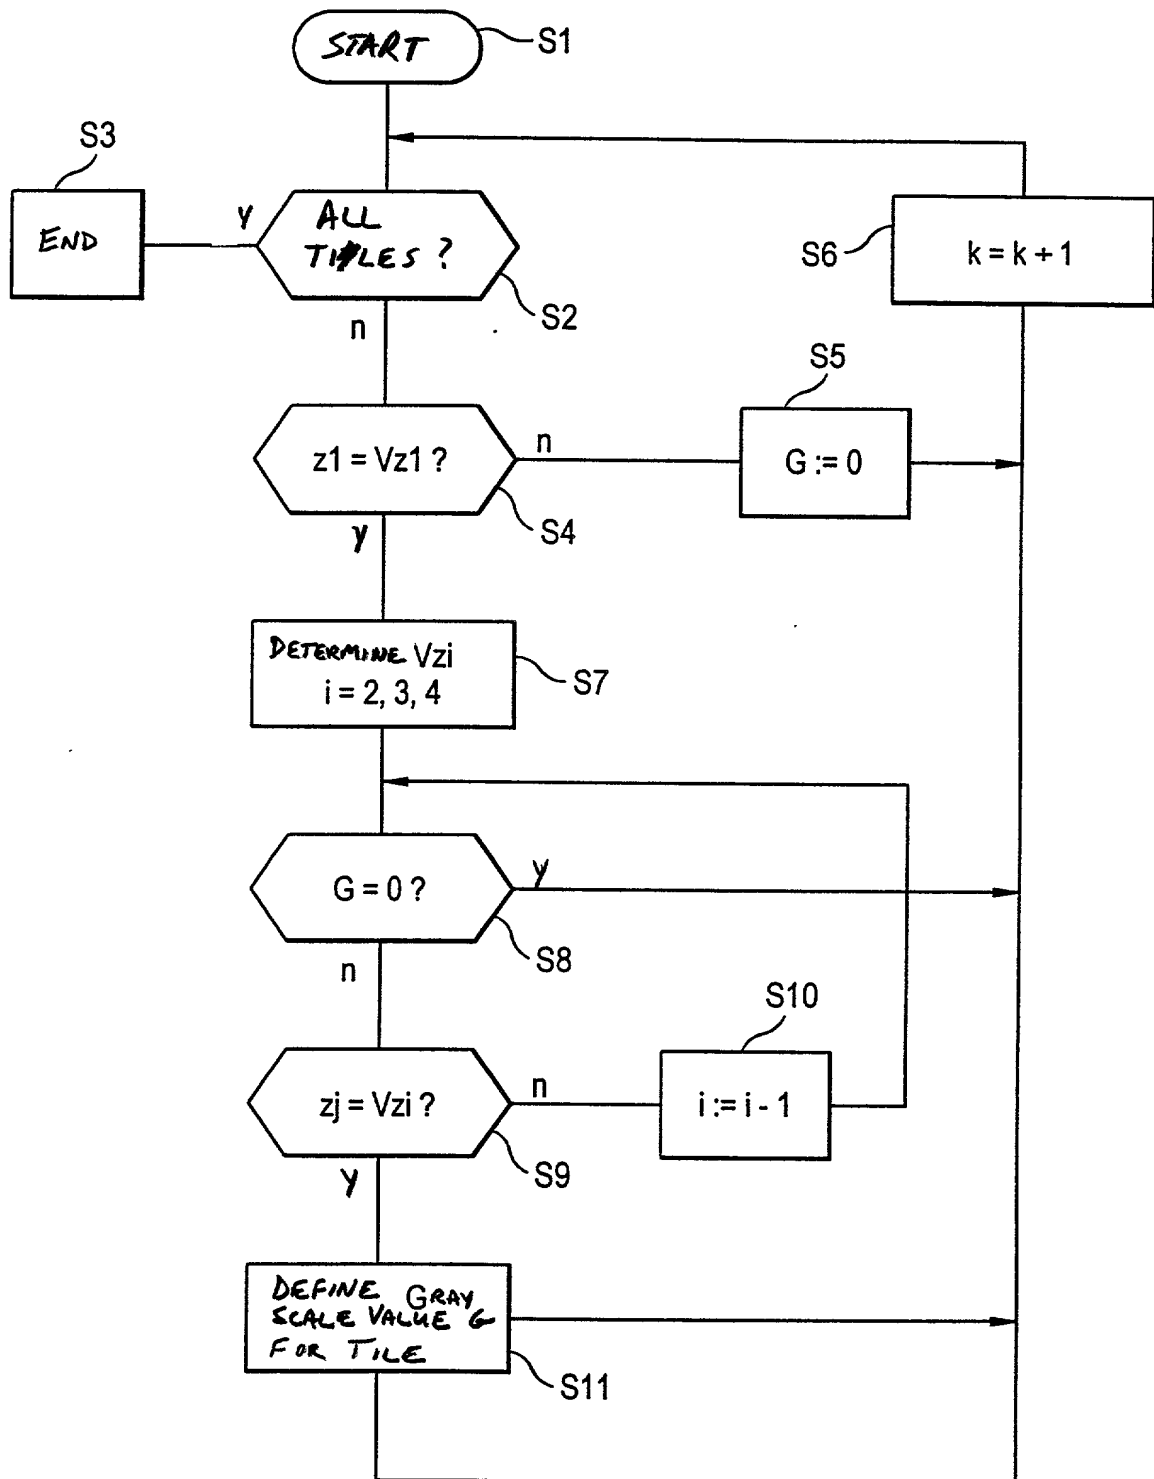 START
S1
S3
END
y
ALL
TILES ?
S2
n
S6
k = k + 1
S5
z1 = Vz1 ?
n
G := 0
S4
y
DETERMINE Vzi
i = 2, 3, 4
S7
G = 0 ?
y
S8
n
S10
zj = Vzi ?
n
i := i - 1
S9
y
DEFINE GRAY
SCALE VALUE G
FOR TILE
S11